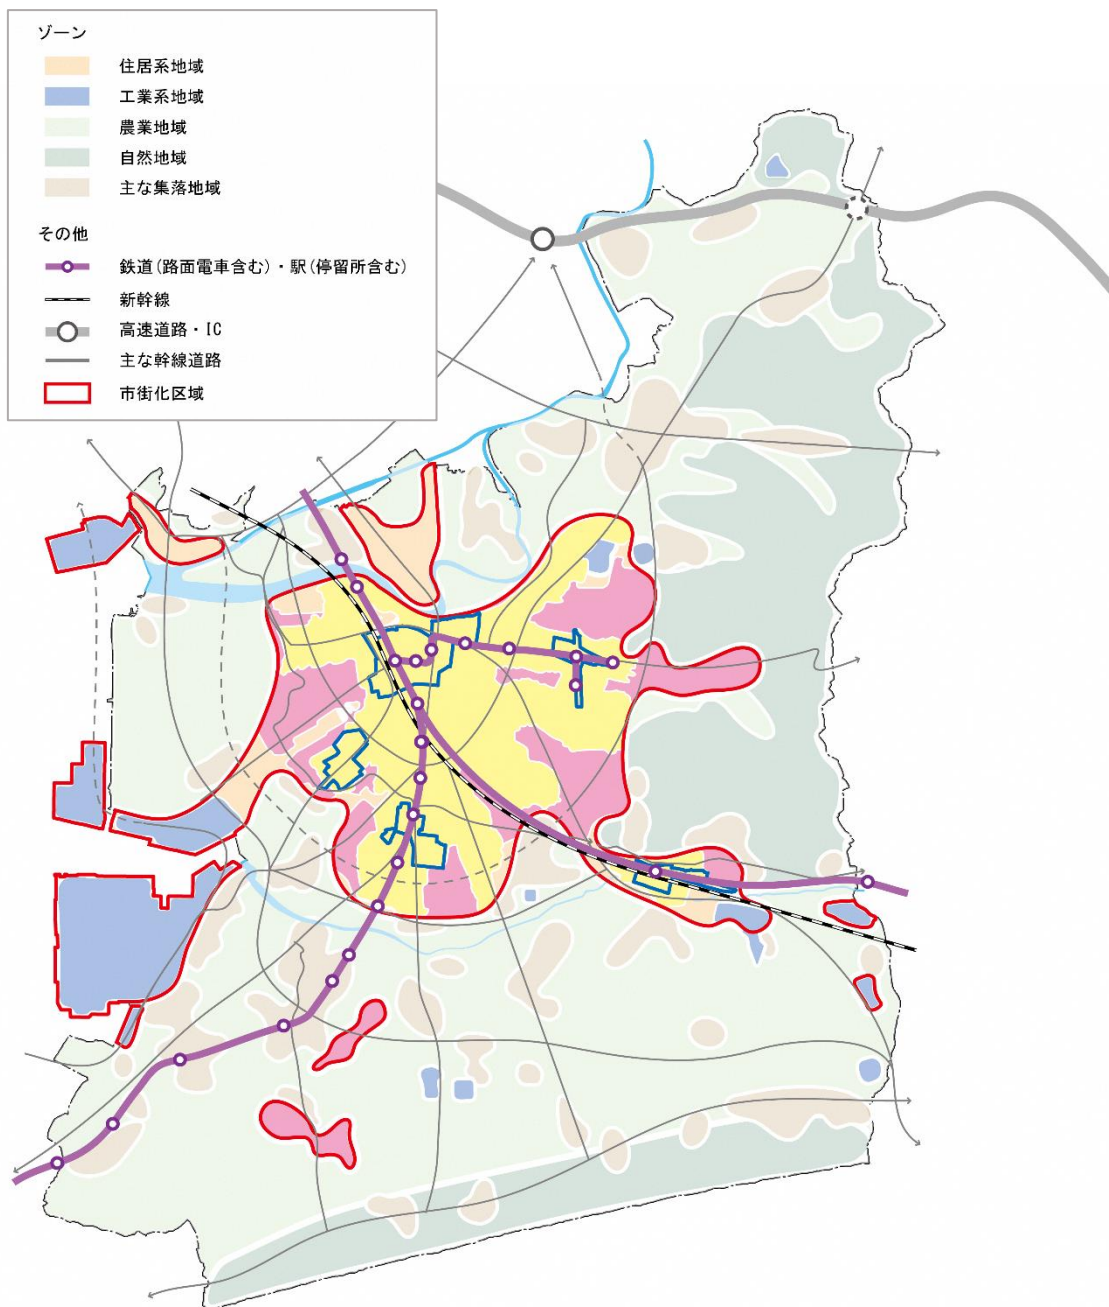 ゾーン
住居系地域
工業系地域
農業地域
自然地域
主な集落地域
その他
鉄道(路面電車含む)・駅(停留所含む)
新幹線
高速道路・IC
主な幹線道路
市街化区域